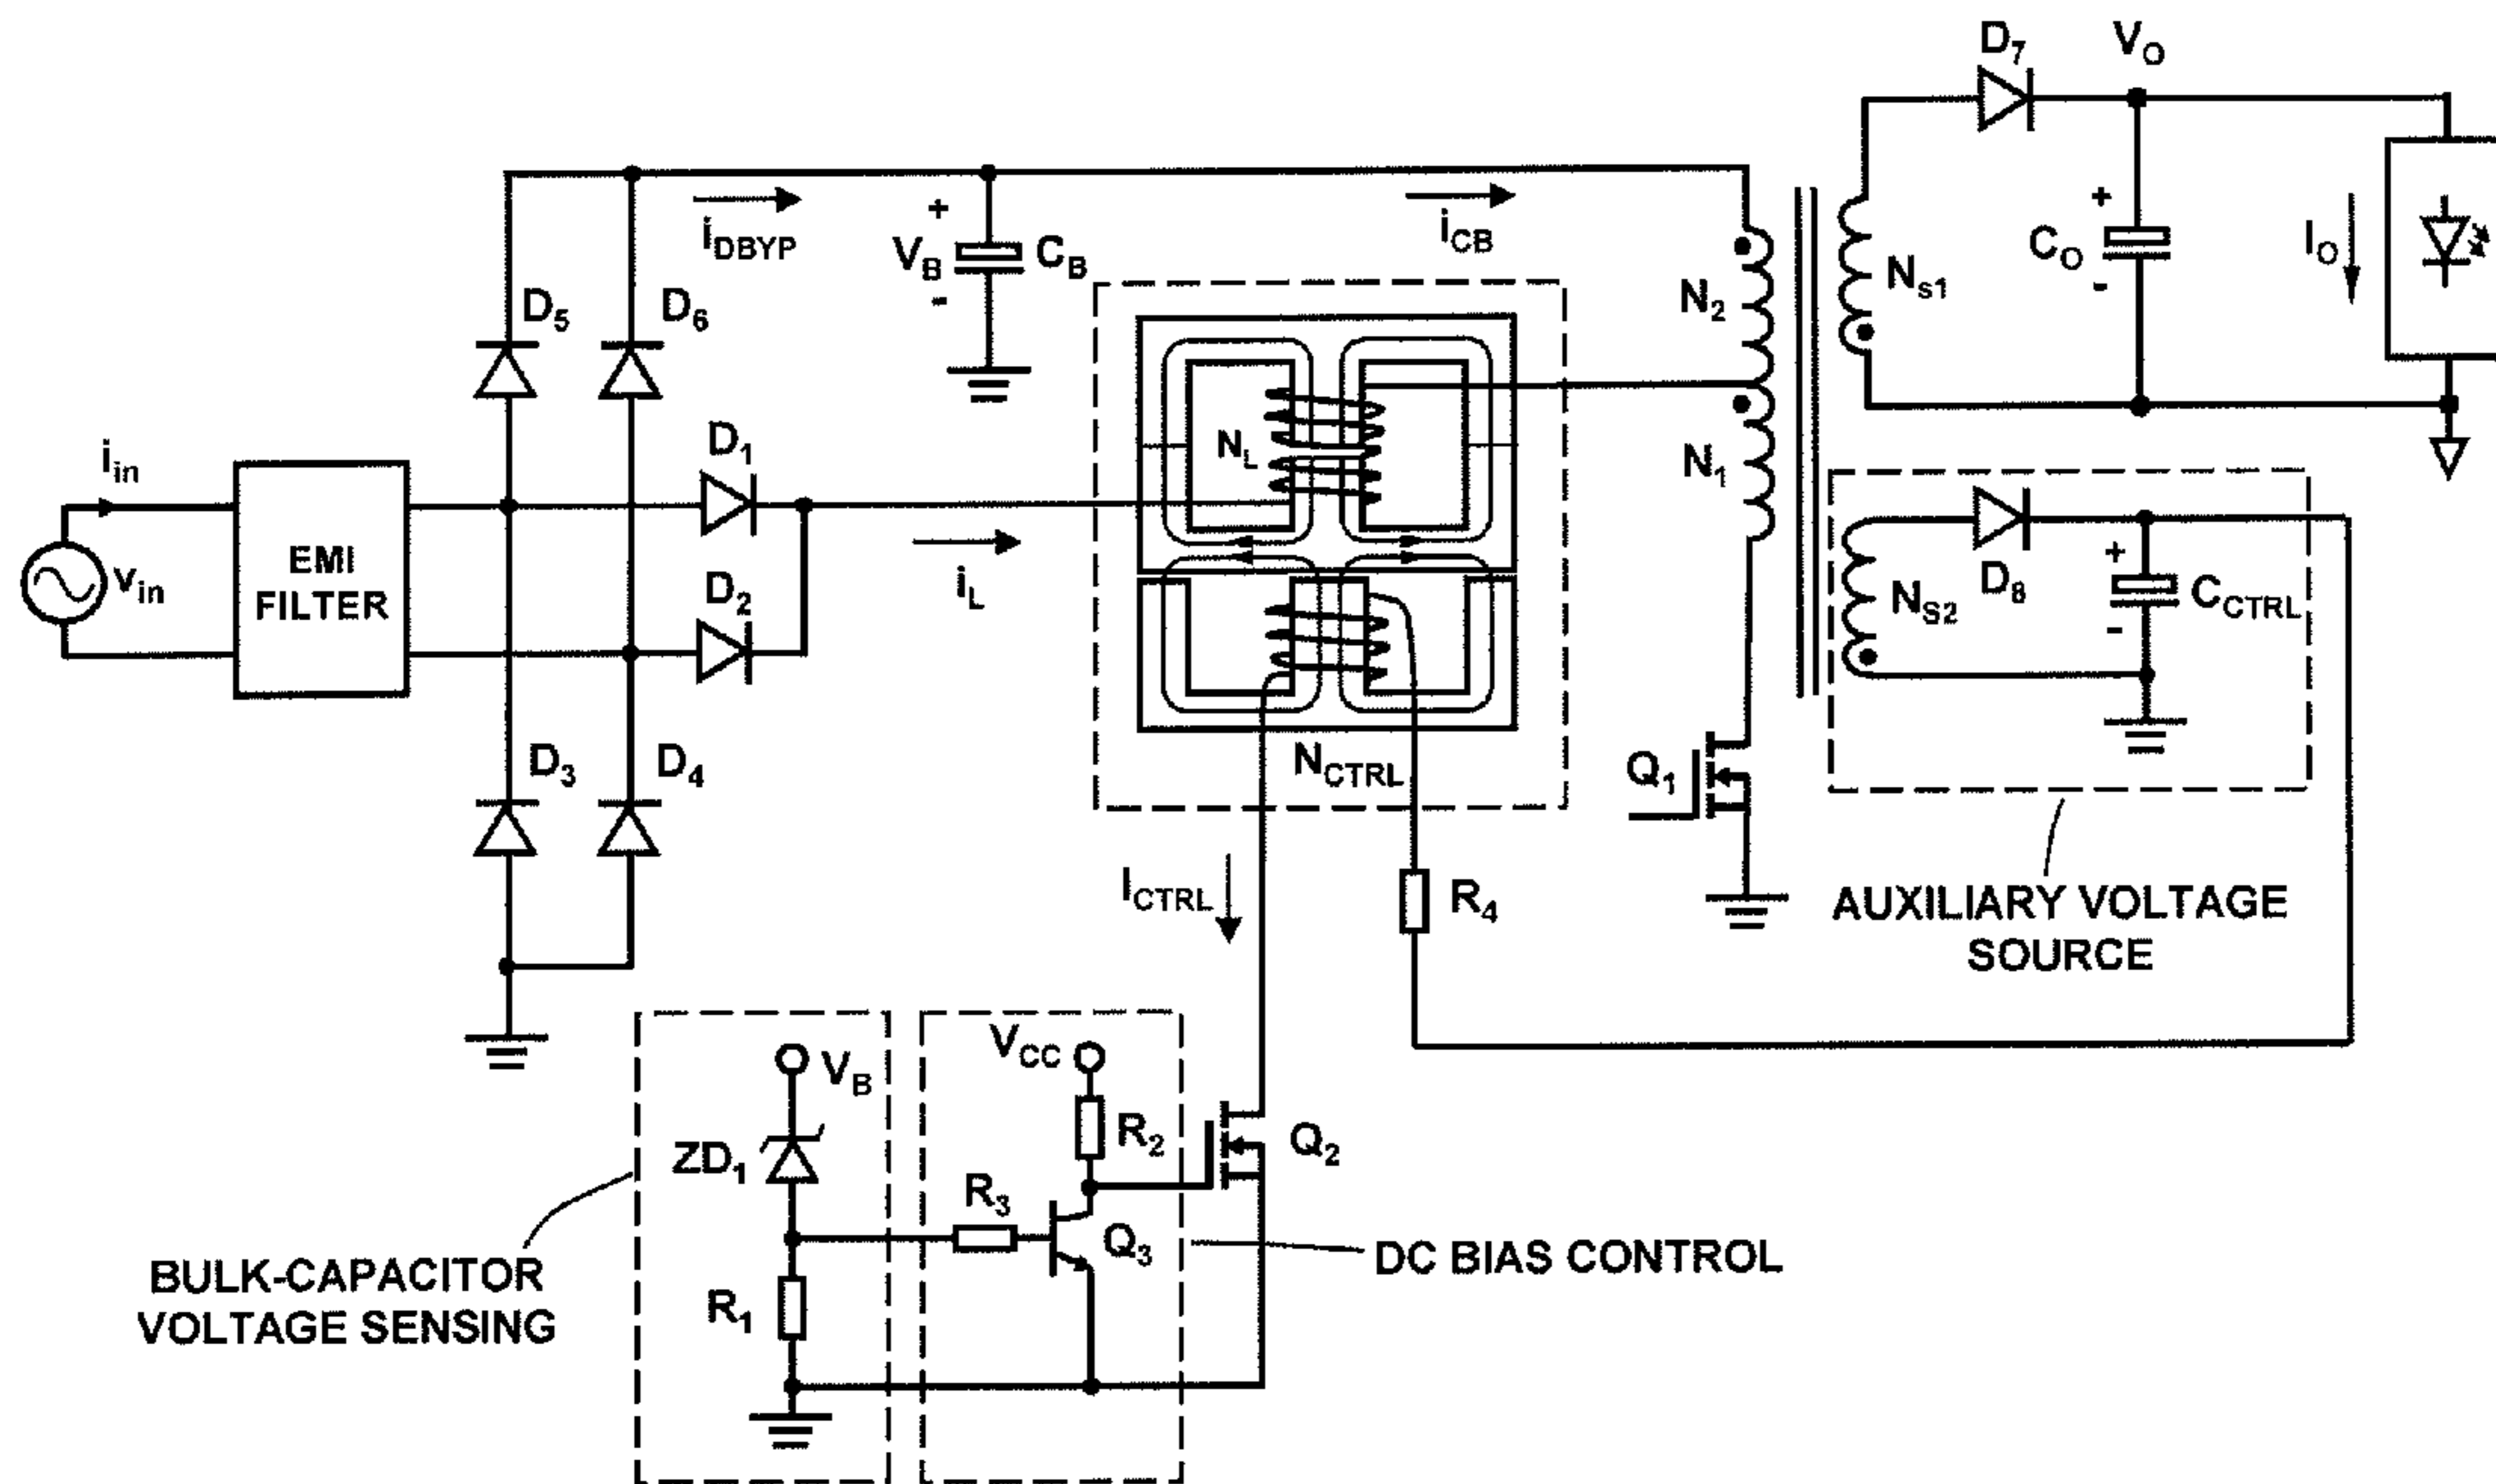 D7
VO
iDBYP
+
VB
-
CB
iCB
N2
NS1
+
CO
-
IO
D5
D6
iin
vin
EMI
FILTER
D1
D2
iL
NL
N1
NCTRL
D3
D4
D8
NS2
+
CCTRL
-
Q1
AUXILIARY VOLTAGE
SOURCE
ICTRL
R4
VB
VCC
ZD1
R2
Q2
R3
Q3
R1
BULK-CAPACITOR
VOLTAGE SENSING
DC BIAS CONTROL